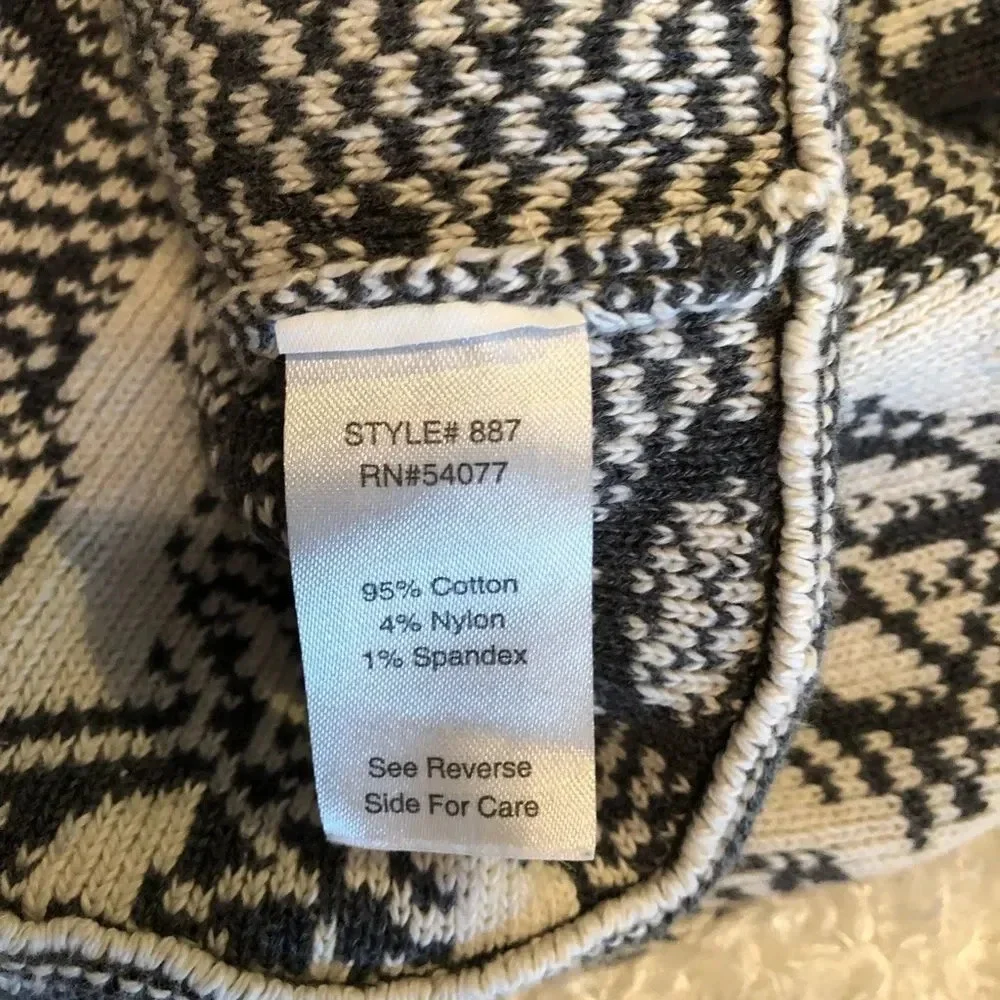 STYLE# 887
RN#54077
95% Cotton
4% Nylon
1% Spandex
See Reverse
Side For Care